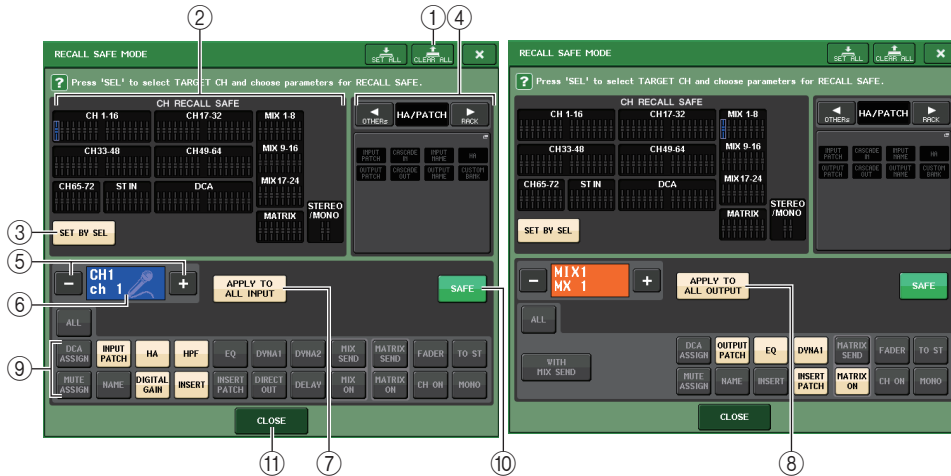 ② ① ④
RECALL SAFE MODE SET ALL CLEAR ALL
? Press 'SEL' to select TARGET CH and choose parameters for RECALL SAFE.
CH RECALL SAFE
CH 1-16 CH17-32 MIX 1-8
CH33-48 CH49-64 MIX 9-16
CH65-72 ST IN DCA MIX17-24
MATRIX STEREO /MONO
OTHERs HA/PATCH RACK
INPUT PATCH CASCADE IN INPUT NAME HA
OUTPUT PATCH CASCADE OUT OUTPUT NAME CUSTOM BANK
③ SET BY SEL
⑤ − CH1 +
⑥ ch 1
APPLY TO ALL INPUT
SAFE
ALL
⑨ DCA ASSIGN INPUT PATCH HA HPF EQ DYNA1 DYNA2 MIX SEND MATRIX SEND FADER TO ST
MUTE ASSIGN NAME DIGITAL GAIN INSERT INSERT PATCH DIRECT OUT DELAY MIX ON MATRIX ON CH ON MONO
CLOSE
⑪ ⑦ ⑩
RECALL SAFE MODE SET ALL CLEAR ALL
? Press 'SEL' to select TARGET CH and choose parameters for RECALL SAFE.
CH RECALL SAFE
CH 1-16 CH17-32 MIX 1-8
CH33-48 CH49-64 MIX 9-16
CH65-72 ST IN DCA MIX17-24
MATRIX STEREO /MONO
OTHERs HA/PATCH RACK
INPUT PATCH CASCADE IN INPUT NAME HA
OUTPUT PATCH CASCADE OUT OUTPUT NAME CUSTOM BANK
SET BY SEL
− MIX1 +
MX 1
APPLY TO ALL OUTPUT
SAFE
ALL
WITH MIX SEND
DCA ASSIGN OUTPUT PATCH EQ DYNA1 MATRIX SEND FADER TO ST
MUTE ASSIGN NAME INSERT INSERT PATCH MATRIX ON CH ON MONO
CLOSE
⑧